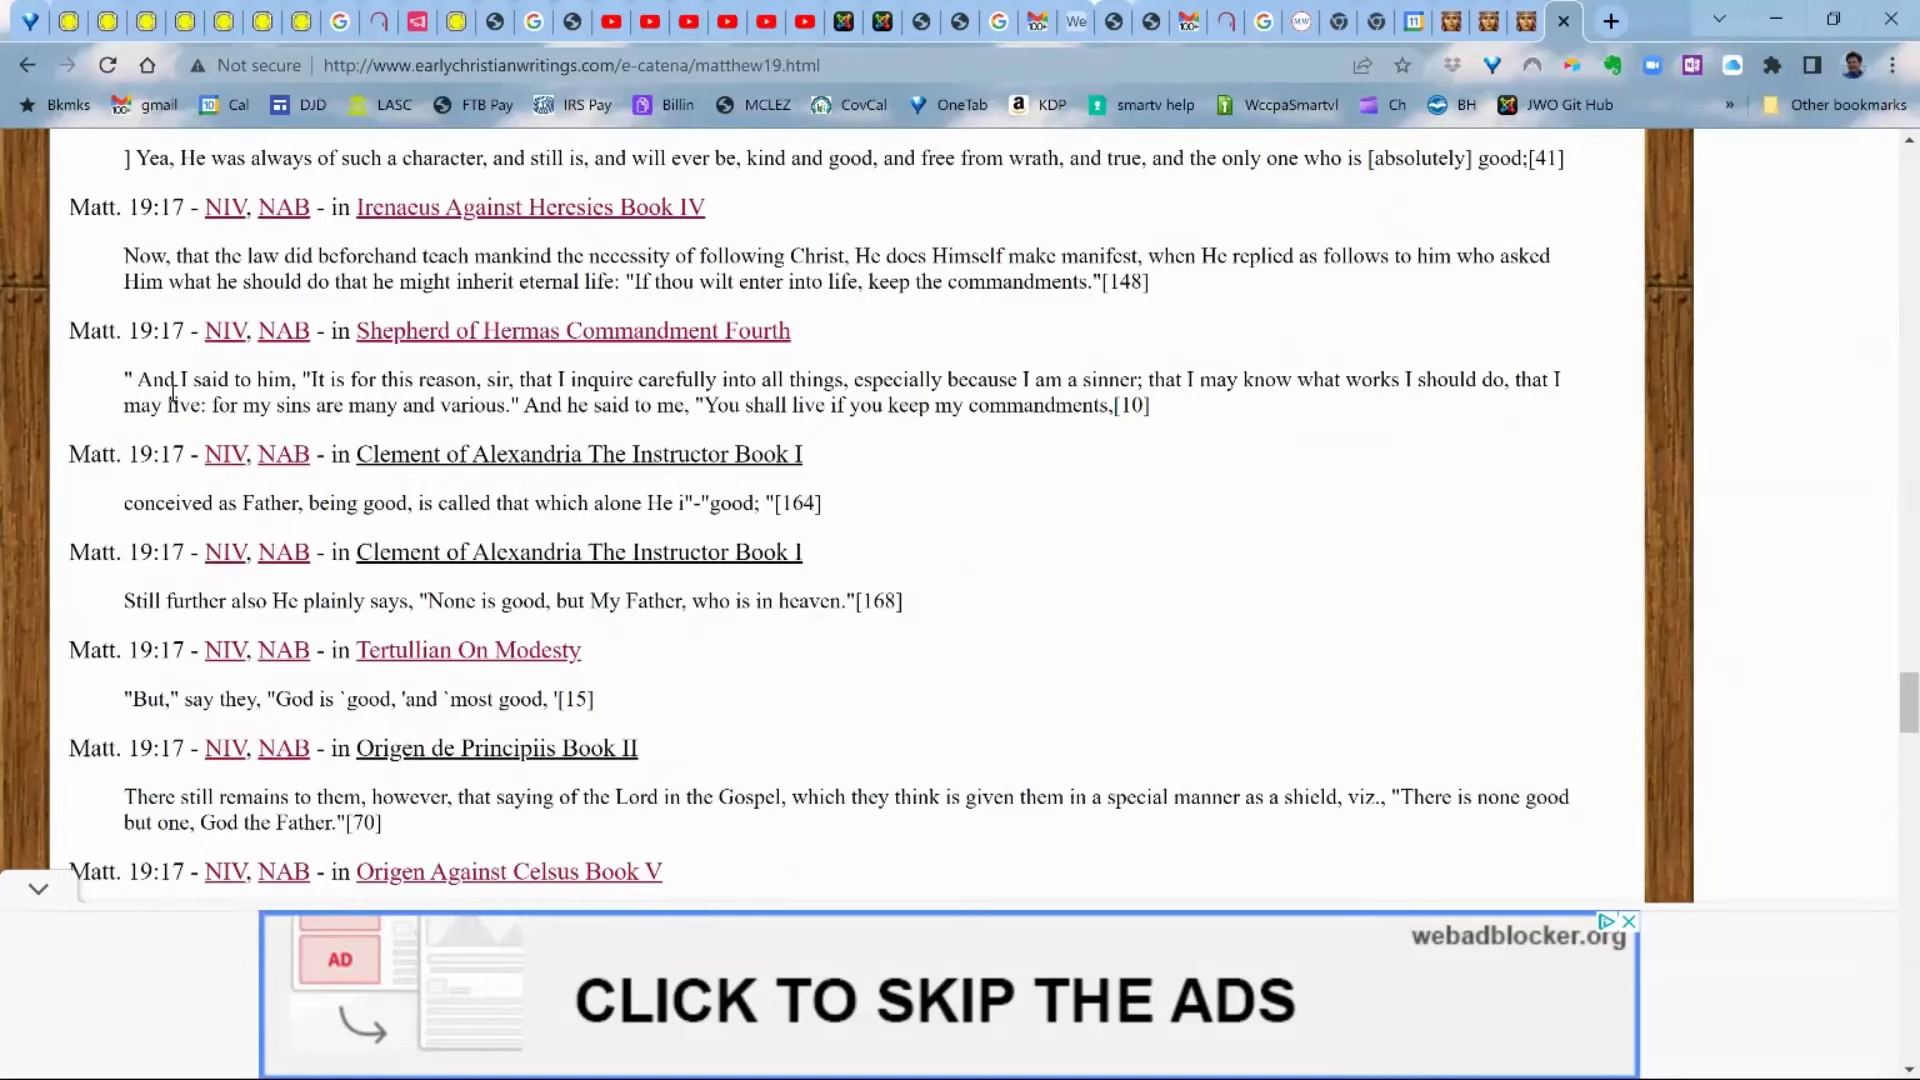 Not secure | http://www.earlychristianwritings.com/e-catena/matthew19.html
Bkmks gmail Cal DJD LASC FTB Pay IRS Pay Billin MCLEZ CovCal OneTab KDP smartv help WccpaSmartvl Ch BH JWO Git Hub » Other bookmarks
] Yea, He was always of such a character, and still is, and will ever be, kind and good, and free from wrath, and true, and the only one who is [absolutely] good;[41]
Matt. 19:17 - NIV, NAB - in Irenaeus Against Heresies Book IV
Now, that the law did beforehand teach mankind the necessity of following Christ, He does Himself make manifest, when He replied as follows to him who asked
Him what he should do that he might inherit eternal life: "If thou wilt enter into life, keep the commandments."[148]
Matt. 19:17 - NIV, NAB - in Shepherd of Hermas Commandment Fourth
" And I said to him, "It is for this reason, sir, that I inquire carefully into all things, especially because I am a sinner; that I may know what works I should do, that I
may live: for my sins are many and various." And he said to me, "You shall live if you keep my commandments,[10]
Matt. 19:17 - NIV, NAB - in Clement of Alexandria The Instructor Book I
conceived as Father, being good, is called that which alone He i"-"good; "[164]
Matt. 19:17 - NIV, NAB - in Clement of Alexandria The Instructor Book I
Still further also He plainly says, "None is good, but My Father, who is in heaven."[168]
Matt. 19:17 - NIV, NAB - in Tertullian On Modesty
"But," say they, "God is `good, 'and `most good, '[15]
Matt. 19:17 - NIV, NAB - in Origen de Principiis Book II
There still remains to them, however, that saying of the Lord in the Gospel, which they think is given them in a special manner as a shield, viz., "There is none good
but one, God the Father."[70]
Matt. 19:17 - NIV, NAB - in Origen Against Celsus Book V
webadblocker.org
AD
CLICK TO SKIP THE ADS